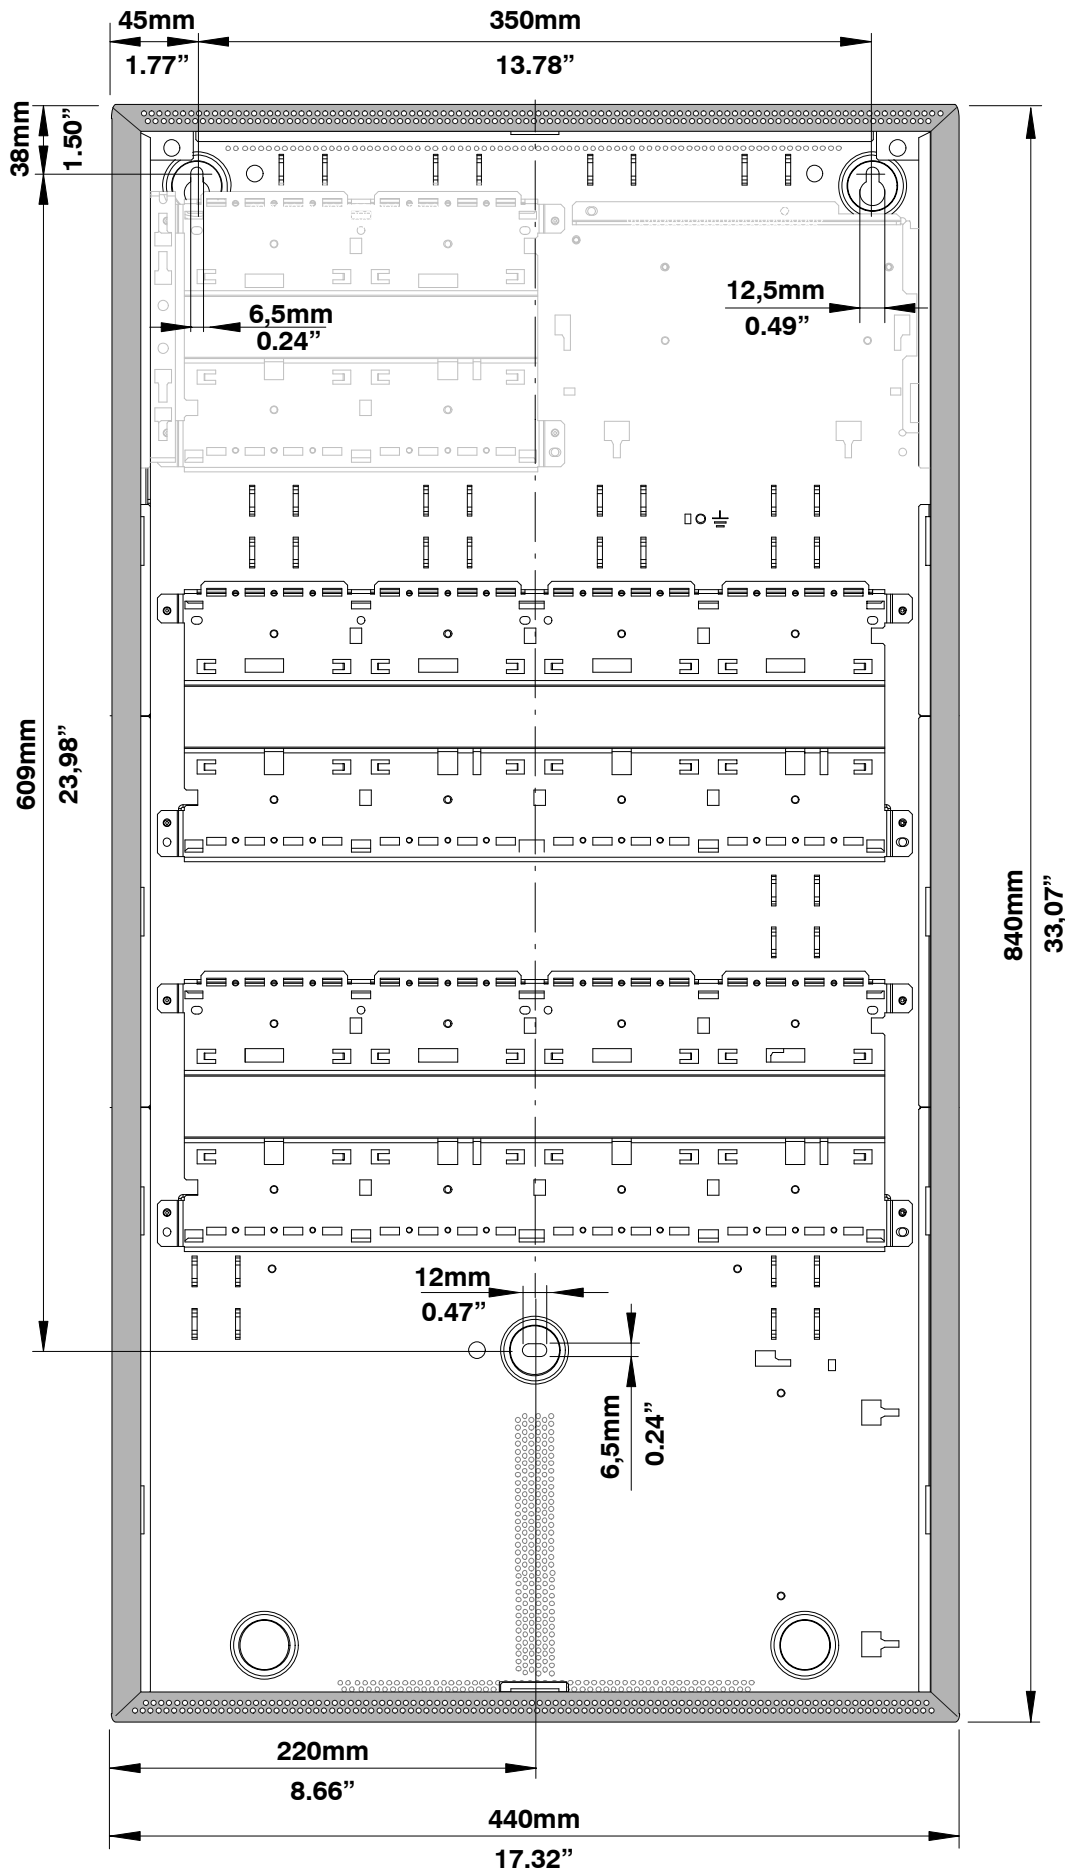 45mm
1.77”
350mm
13.78”
38mm
1.50”
6,5mm
0.24”
12,5mm
0.49”
609mm
23,98”
840mm
33,07”
12mm
0.47”
6,5mm
0.24”
220mm
8.66”
440mm
17.32”